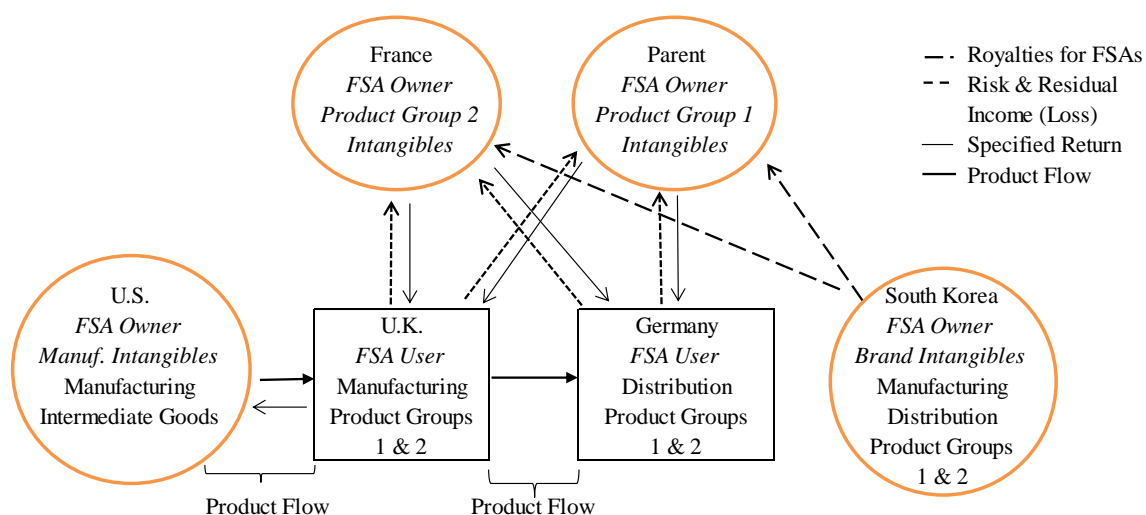 France
FSA Owner
Product Group 2
Intangibles
Parent
FSA Owner
Product Group 1
Intangibles
Royalties for FSAs
Risk & Residual
Income (Loss)
Specified Return
Product Flow
U.S.
FSA Owner
Manuf. Intangibles
Manufacturing
Intermediate Goods
U.K.
FSA User
Manufacturing
Product Groups
1 & 2
Germany
FSA User
Distribution
Product Groups
1 & 2
South Korea
FSA Owner
Brand Intangibles
Manufacturing
Distribution
Product Groups
1 & 2
Product Flow
Product Flow